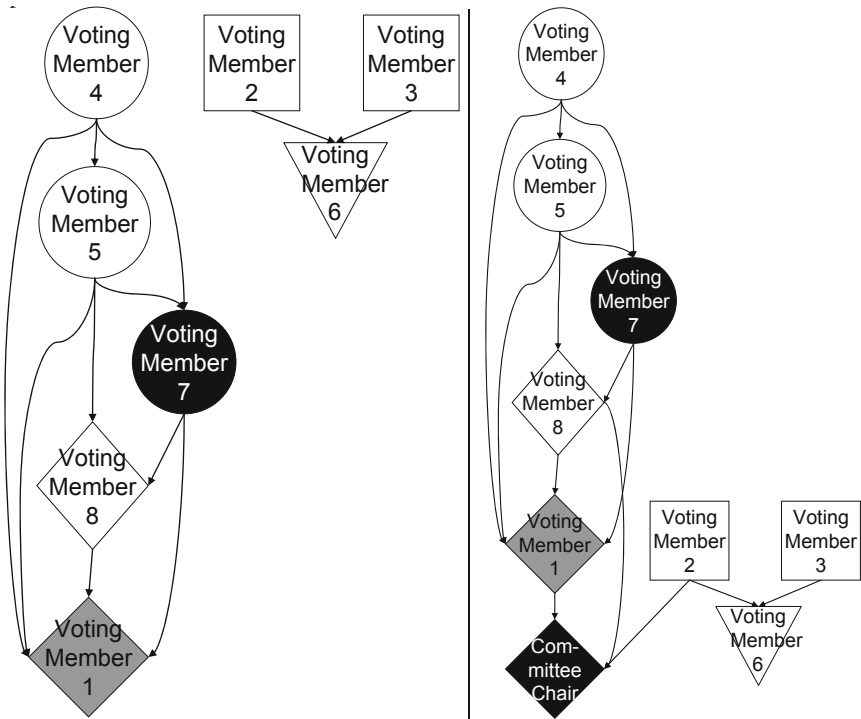 Voting
Member
4
Voting
Member
2
Voting
Member
3
Voting
Member
6
Voting
Member
5
Voting
Member
7
Voting
Member
8
Voting
Member
1
Voting
Member
4
Voting
Member
5
Voting
Member
7
Voting
Member
8
Voting
Member
1
Voting
Member
2
Voting
Member
3
Voting
Member
6
Com-
mittee
Chair